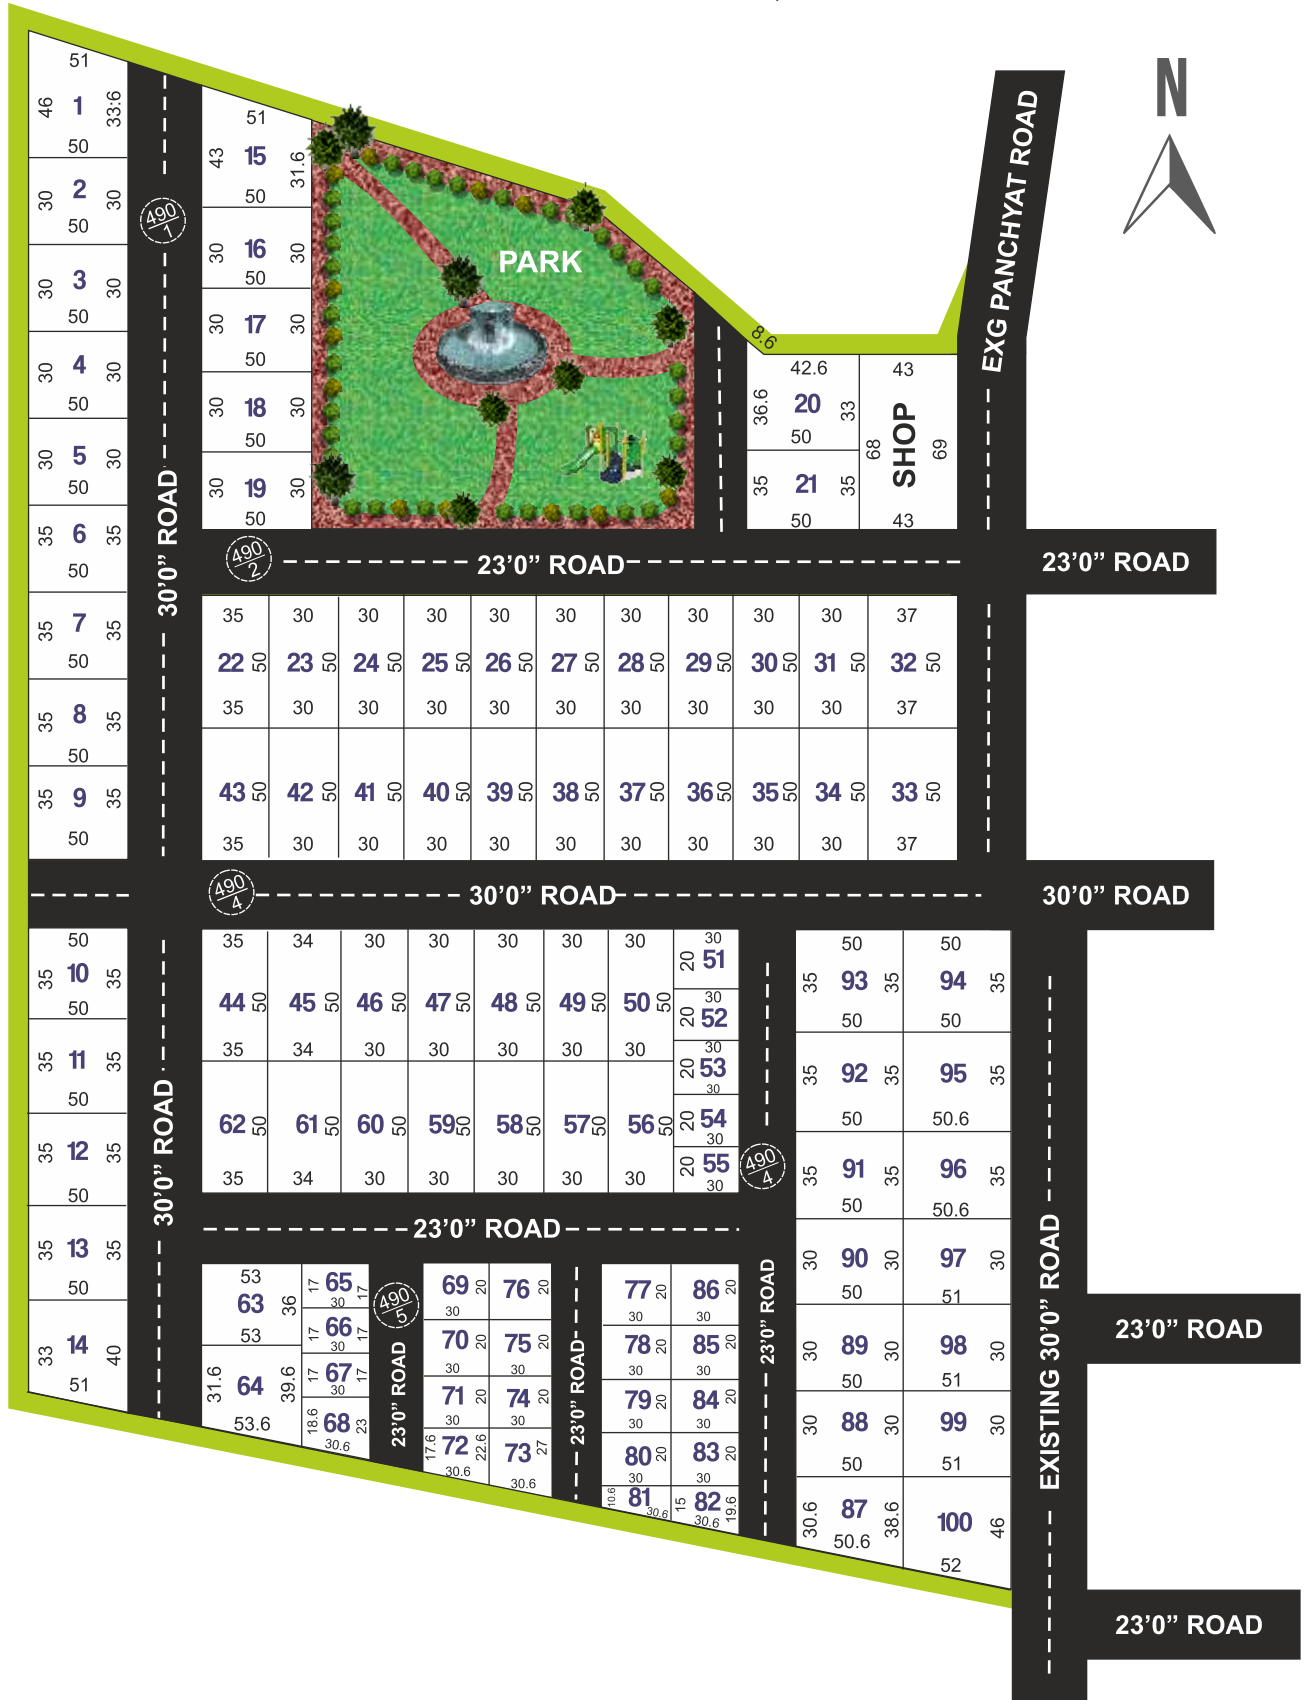 N
EXG PANCHYAT ROAD
51
46 1 33:6
50
30 2 30
50
30 3 30
50
30 4 30
50
30 5 30
50
35 6 35
50
35 7 35
50
35 8 35
50
35 9 35
50
490
1
30’0” ROAD
51
43 15 31.6
50
30 16 30
50
30 17 30
50
30 18 30
50
30 19 30
50
PARK
8.6
42.6
36.6 20 33
50
35 21 35
50
43
68 SHOP 69
43
490
2
23’0” ROAD
23’0” ROAD
35 30 30 30 30 30 30 30 30 30 37
22 50 23 50 24 50 25 50 26 50 27 50 28 50 29 50 30 50 31 50 32 50
35 30 30 30 30 30 30 30 30 30 37
43 50 42 50 41 50 40 50 39 50 38 50 37 50 36 50 35 50 34 50 33 50
35 30 30 30 30 30 30 30 30 30 37
490
4
30’0” ROAD
30’0” ROAD
50
35 10 35
50
35 11 35
50
35 12 35
50
35 13 35
50
33 14 40
51
30’0” ROAD
35 34 30 30 30 30 30
44 50 45 50 46 50 47 50 48 50 49 50 50 50
35 34 30 30 30 30 30
62 50 61 50 60 50 59 50 58 50 57 50 56 50
35 34 30 30 30 30 30
30
20 51
30
20 52
30
20 53
30
20 54
30
20 55
30
490
4
23’0” ROAD
23’0” ROAD
50 50
35 93 35 94 35
50 50
35 92 35 95 35
50 50.6
35 91 35 96 35
50 50.6
30 90 30 97 30
50 51
30 89 30 98 30
50 51
30 88 30 99 30
50 51
30.6 87 38.6 100 46
50.6 52
53
63 36
53
31.6 64 39.6
53.6
17 65 17
30
17 66 17
30
17 67 17
30
18.6 68 23
30.6
490
5
23’0” ROAD
69 20 76 20
30
70 20 75 20
30 30
71 20 74 20
30 30
17.6 72 22.6 73 27
30.6 30.6
23’0” ROAD
77 20 86 20
30 30
78 20 85 20
30 30
79 20 84 20
30 30
80 20 83 20
30 30
10.6 81 15 82 19.6
30.6 30.6
EXISTING 30’0” ROAD
23’0” ROAD
23’0” ROAD